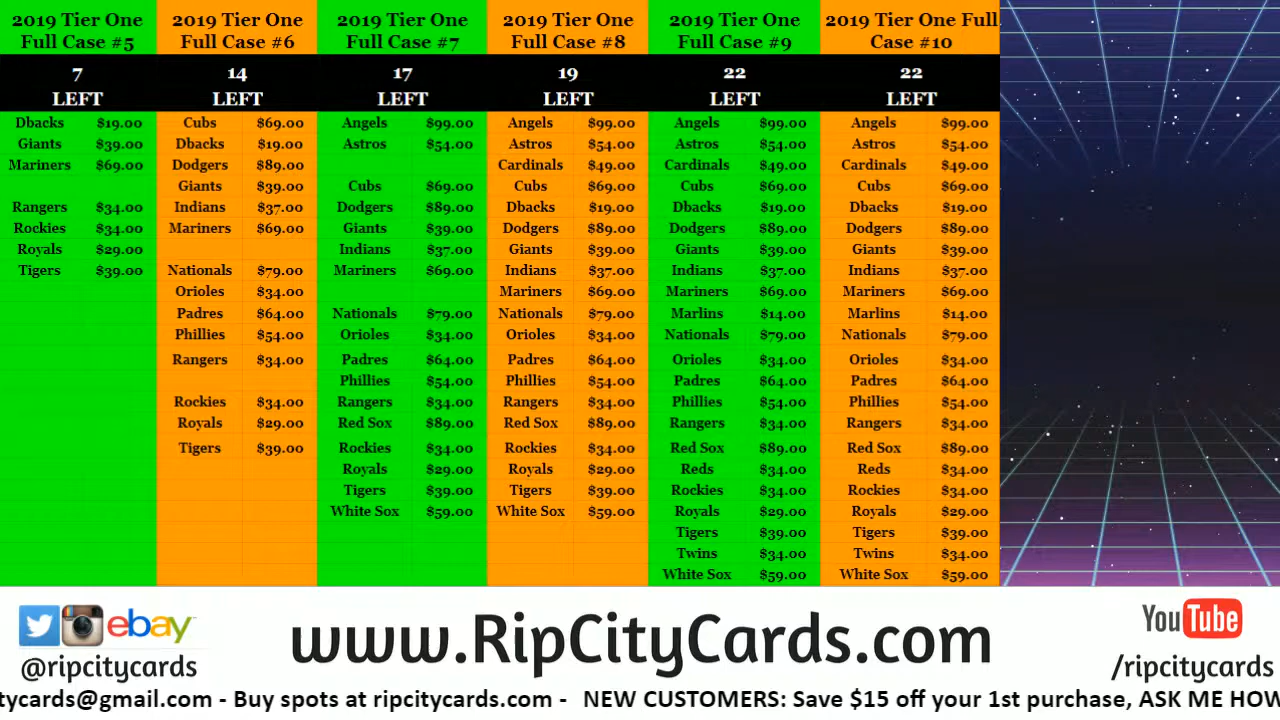 2019 Tier One Full Case #5
7
LEFT
Dbacks $19.00
Giants $39.00
Mariners $69.00
Rangers $34.00
Rockies $34.00
Royals $29.00
Tigers $39.00
2019 Tier One Full Case #6
14
LEFT
Cubs $69.00
Dbacks $19.00
Dodgers $89.00
Giants $39.00
Indians $37.00
Mariners $69.00
Nationals $79.00
Orioles $34.00
Padres $64.00
Phillies $54.00
Rangers $34.00
Rockies $34.00
Royals $29.00
Tigers $39.00
2019 Tier One Full Case #7
17
LEFT
Angels $99.00
Astros $54.00
Cubs $69.00
Dodgers $89.00
Giants $39.00
Indians $37.00
Mariners $69.00
Nationals $79.00
Orioles $34.00
Padres $64.00
Phillies $54.00
Rangers $34.00
Red Sox $89.00
Rockies $34.00
Royals $29.00
Tigers $39.00
White Sox $59.00
2019 Tier One Full Case #8
19
LEFT
Angels $99.00
Astros $54.00
Cardinals $49.00
Cubs $69.00
Dbacks $19.00
Dodgers $89.00
Giants $39.00
Indians $37.00
Mariners $69.00
Nationals $79.00
Orioles $34.00
Padres $64.00
Phillies $54.00
Rangers $34.00
Red Sox $89.00
Rockies $34.00
Royals $29.00
Tigers $39.00
White Sox $59.00
2019 Tier One Full Case #9
22
LEFT
Angels $99.00
Astros $54.00
Cardinals $49.00
Cubs $69.00
Dbacks $19.00
Dodgers $89.00
Giants $39.00
Indians $37.00
Mariners $69.00
Marlins $14.00
Nationals $79.00
Orioles $34.00
Padres $64.00
Phillies $54.00
Rangers $34.00
Red Sox $89.00
Reds $34.00
Rockies $34.00
Royals $29.00
Tigers $39.00
Twins $34.00
White Sox $59.00
2019 Tier One Full Case #10
22
LEFT
Angels $99.00
Astros $54.00
Cardinals $49.00
Cubs $69.00
Dbacks $19.00
Dodgers $89.00
Giants $39.00
Indians $37.00
Mariners $69.00
Marlins $14.00
Nationals $79.00
Orioles $34.00
Padres $64.00
Phillies $54.00
Rangers $34.00
Red Sox $89.00
Reds $34.00
Rockies $34.00
Royals $29.00
Tigers $39.00
Twins $34.00
White Sox $59.00
ebay
@ripcitycards
www.RipCityCards.com
YouTube
/ripcitycards
tycards@gmail.com - Buy spots at ripcitycards.com - NEW CUSTOMERS: Save $15 off your 1st purchase, ASK ME HOW